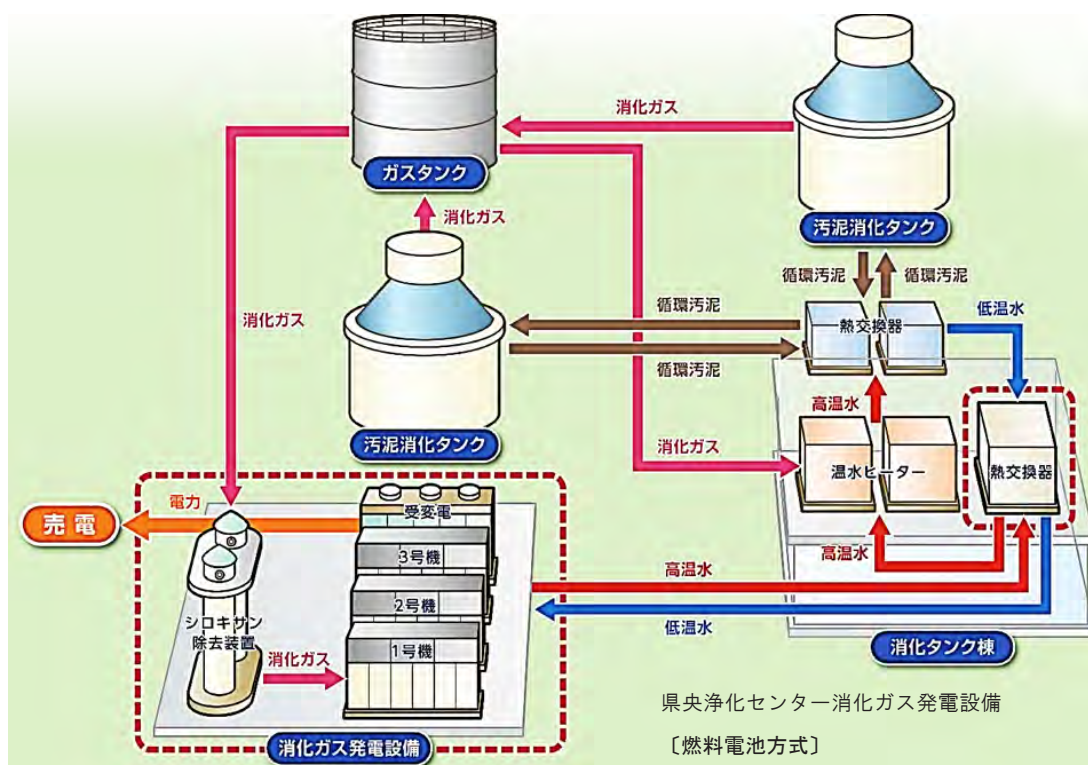 消化ガス
ガスタンク
消化ガス
汚泥消化タンク
循環汚泥
循環汚泥
消化ガス
循環汚泥
熱交換器
低温水
循環汚泥
高温水
汚泥消化タンク
消化ガス
温水ヒーター
熱交換器
電力
受変電
売電
3号機
高温水
高温水
2号機
シロキサン
除去装置
低温水
1号機
消化タンク棟
消化ガス
県央浄化センター消化ガス発電設備
消化ガス発電設備
〔燃料電池方式〕